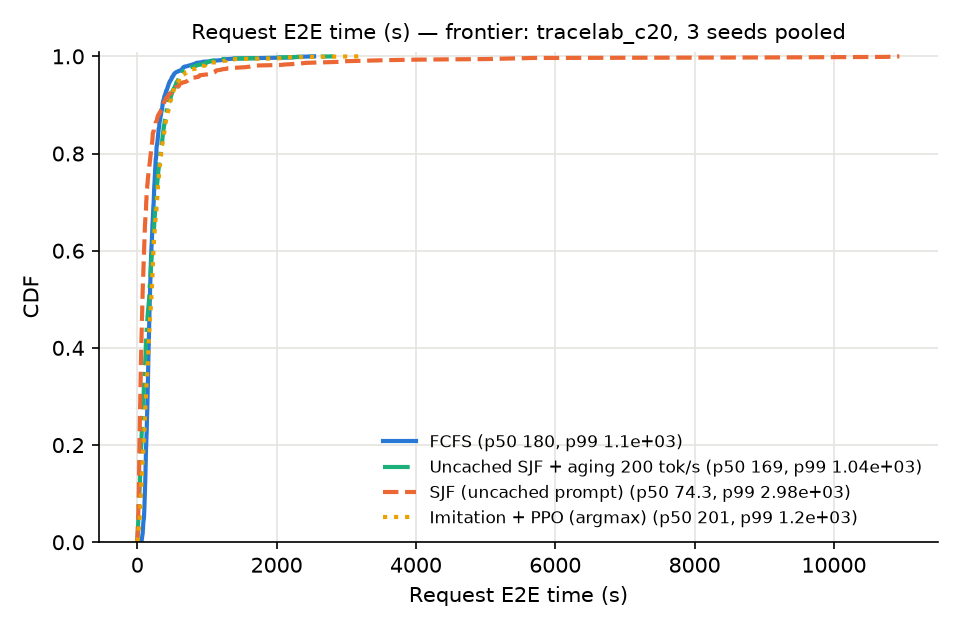 Request E2E time (s) — frontier: tracelab_c20, 3 seeds pooled
1.0
0.8
0.6
0.4
0.2
0.0
CDF
FCFS (p50 180, p99 1.1e+03)
Uncached SJF + aging 200 tok/s (p50 169, p99 1.04e+03)
SJF (uncached prompt) (p50 74.3, p99 2.98e+03)
Imitation + PPO (argmax) (p50 201, p99 1.2e+03)
0 2000 4000 6000 8000 10000
Request E2E time (s)